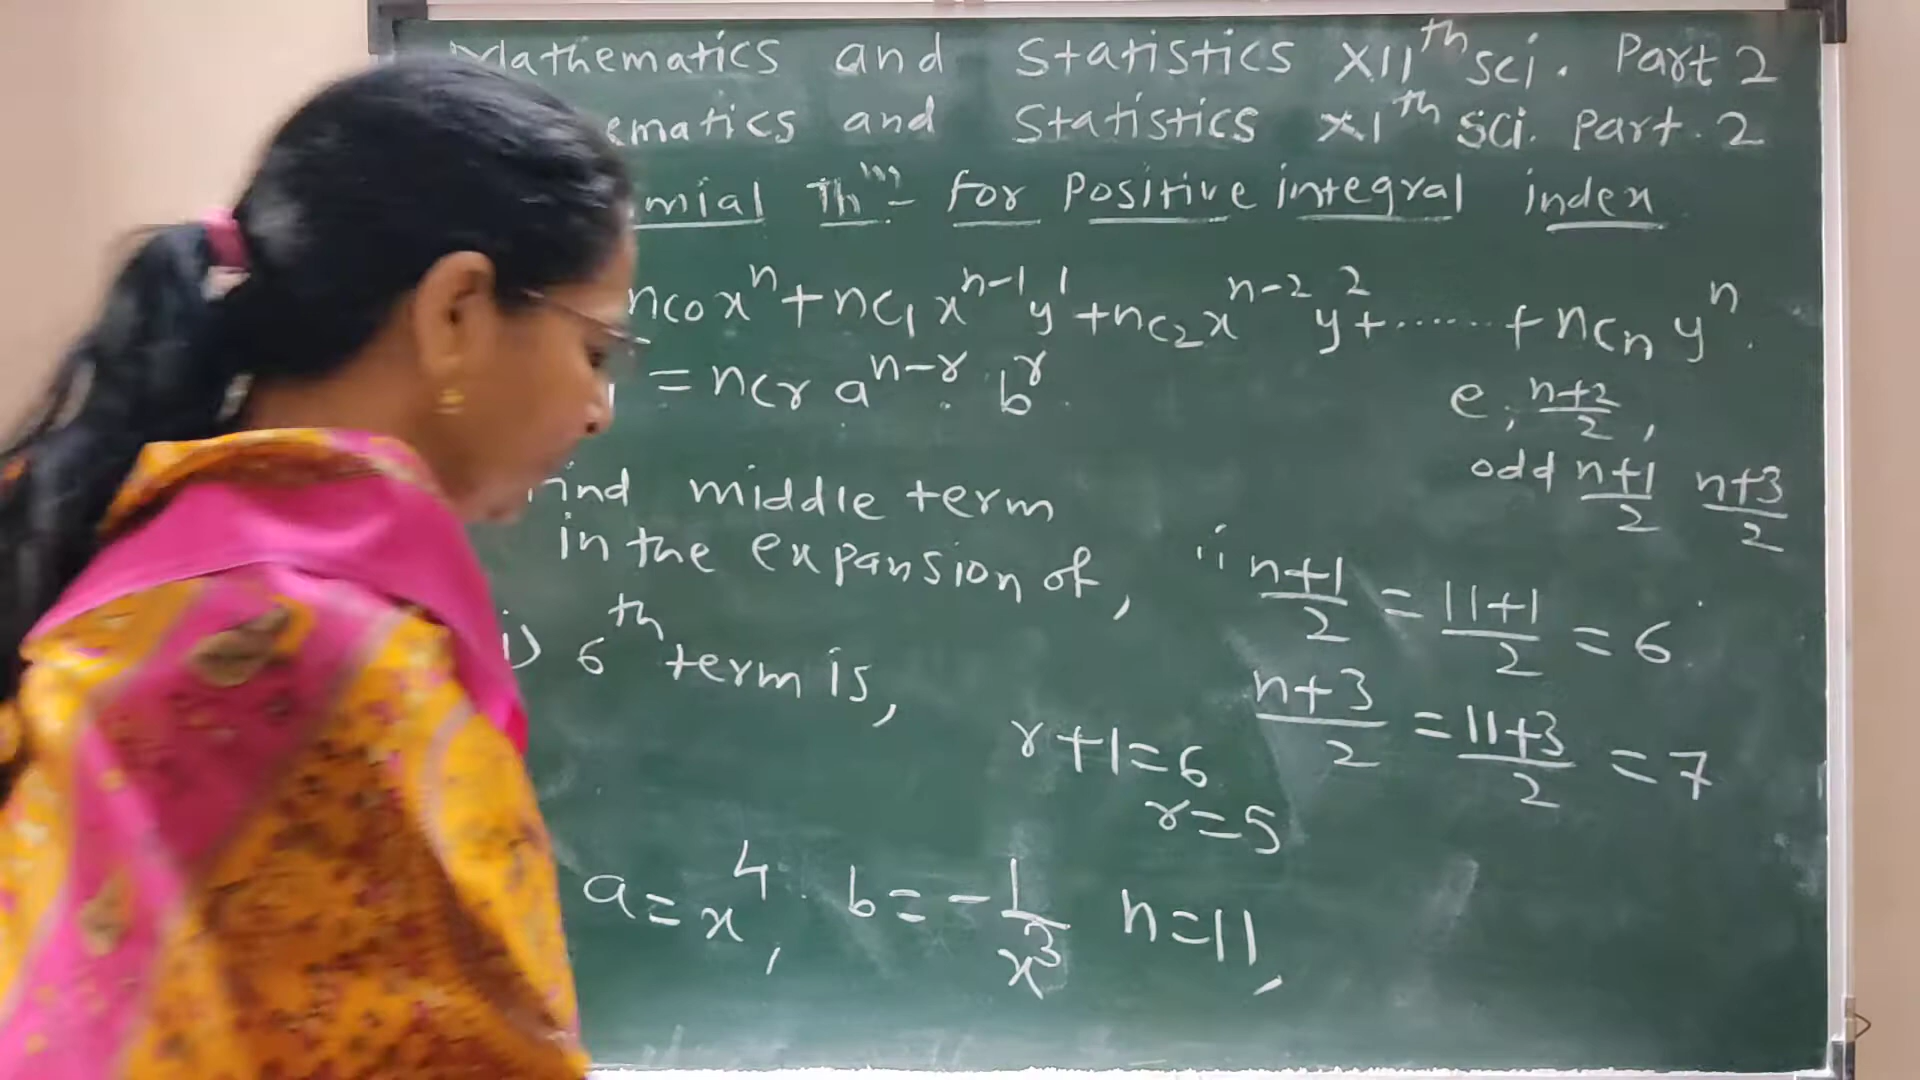 Mathematics and Statistics XIIth sci. Part 2
ematics and Statistics XIth sci. Part. 2
mial Thm - for positive integral index
nc0 x^n + nc1 x^n-1 y^1 + nc2 x^n-2 y^2 + ...... + ncn y^n.
= ncr a^n-r . b^r.
e, n+2/2,
odd n+1/2 n+3/2
find middle term
in the expansion of,
i) 6th term is,
n+1/2 = 11+1/2 = 6
n+3/2 = 11+3/2 = 7
r+1=6
r=5
a = x^4, b = -1/x^3 n=11,